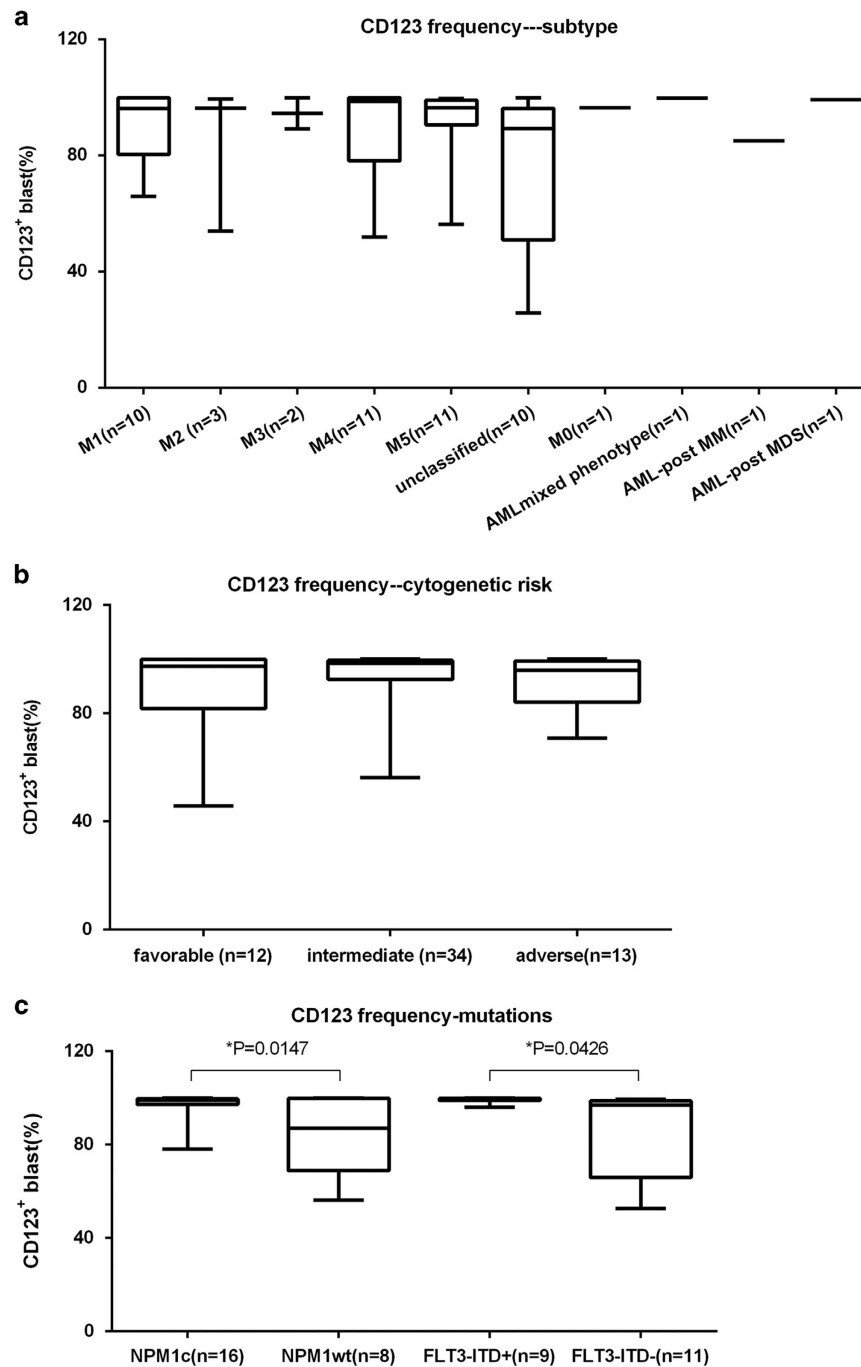 a
CD123 frequency---subtype
CD123+ blast(%)
120
80
40
0
M1(n=10)
M2 (n=3)
M3(n=2)
M4(n=11)
M5(n=11)
unclassified(n=10)
M0(n=1)
AMLmixed phenotype(n=1)
AML-post MM(n=1)
AML-post MDS(n=1)
b
CD123 frequency--cytogenetic risk
CD123+ blast(%)
120
80
40
0
favorable (n=12)
intermediate (n=34)
adverse(n=13)
c
CD123 frequency-mutations
CD123+ blast(%)
120
80
40
0
*P=0.0147
*P=0.0426
NPM1c(n=16)
NPM1wt(n=8)
FLT3-ITD+(n=9)
FLT3-ITD-(n=11)